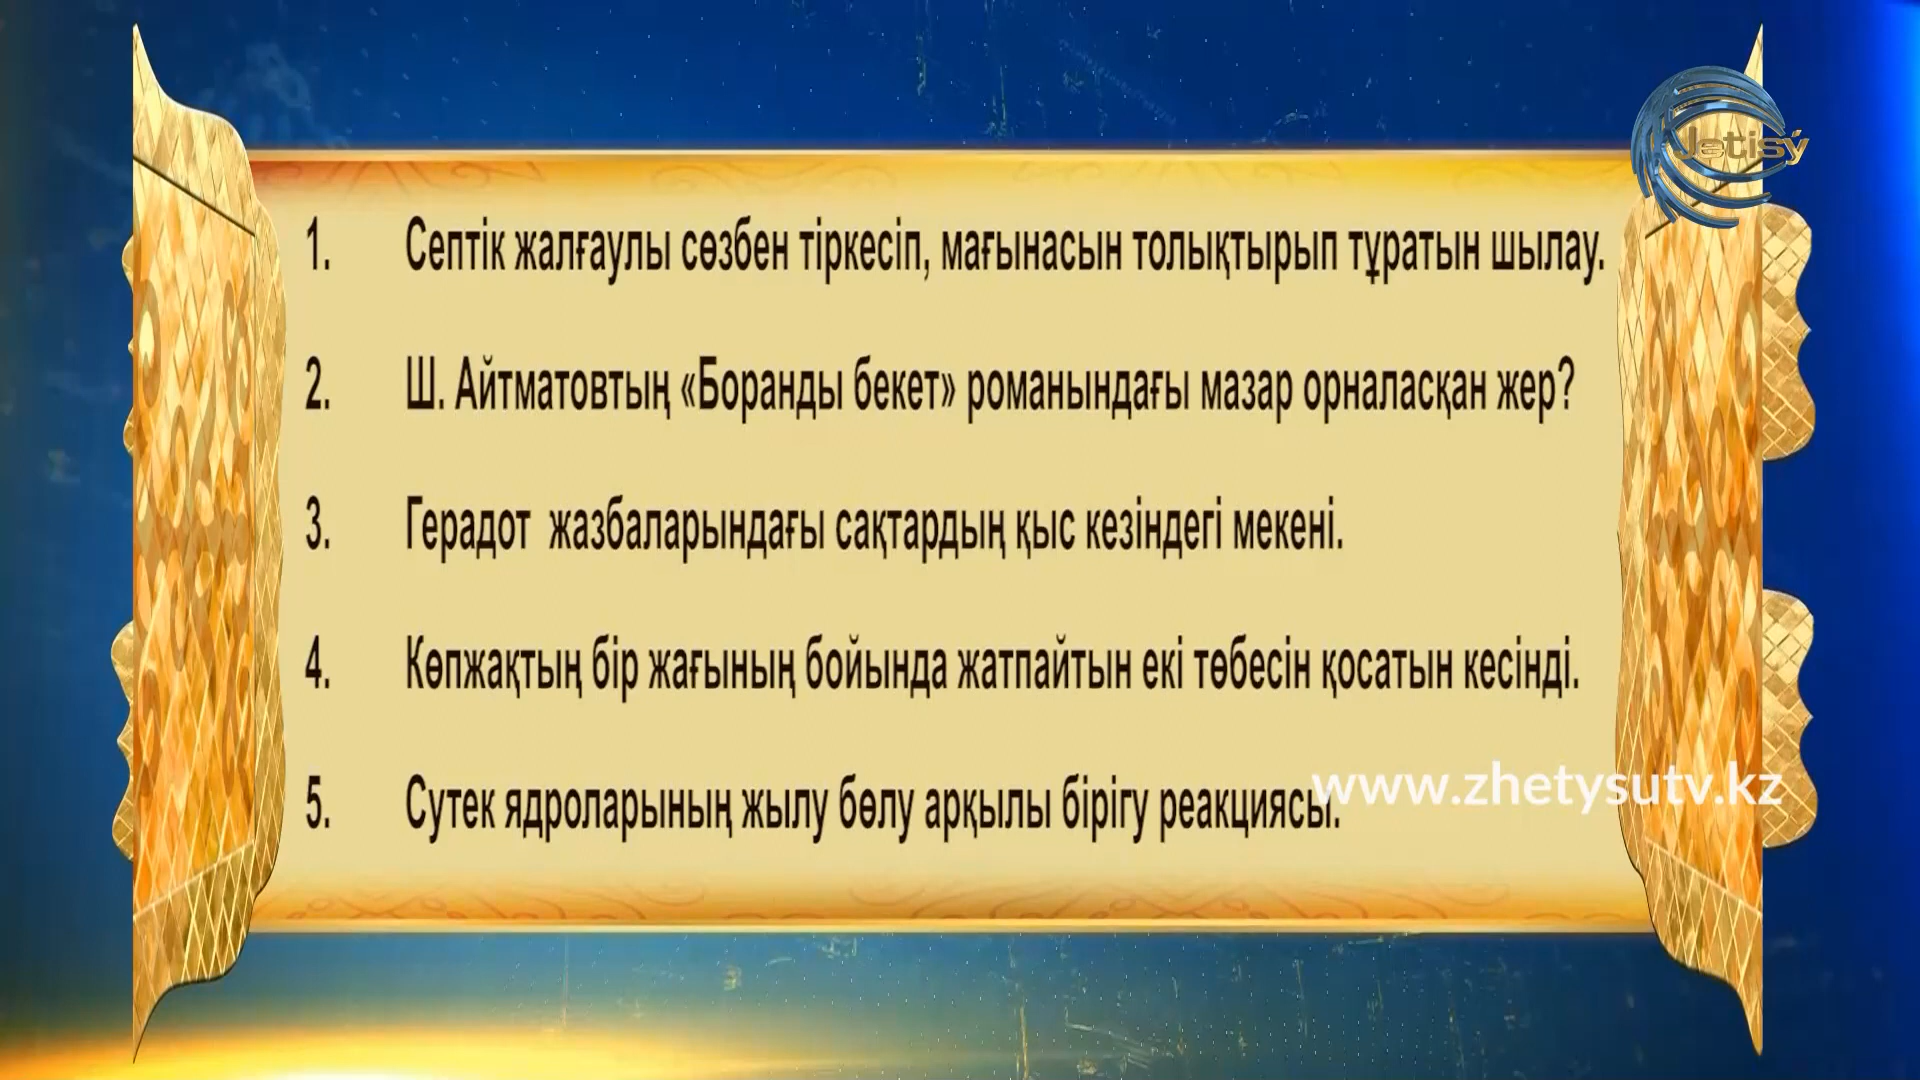 Jetisý
1. Септік жалғаулы сөзбен тіркесіп, мағынасын толықтырып тұратын шылау.
2. Ш. Айтматовтың «Боранды бекет» романындағы мазар орналасқан жер?
3. Герадот жазбаларындағы сақтардың қыс кезіндегі мекені.
4. Көпжақтың бір жағының бойында жатпайтын екі төбесін қосатын кесінді.
www.zhetysutv.kz
5. Сутек ядроларының жылу бөлу арқылы бірігу реакциясы.